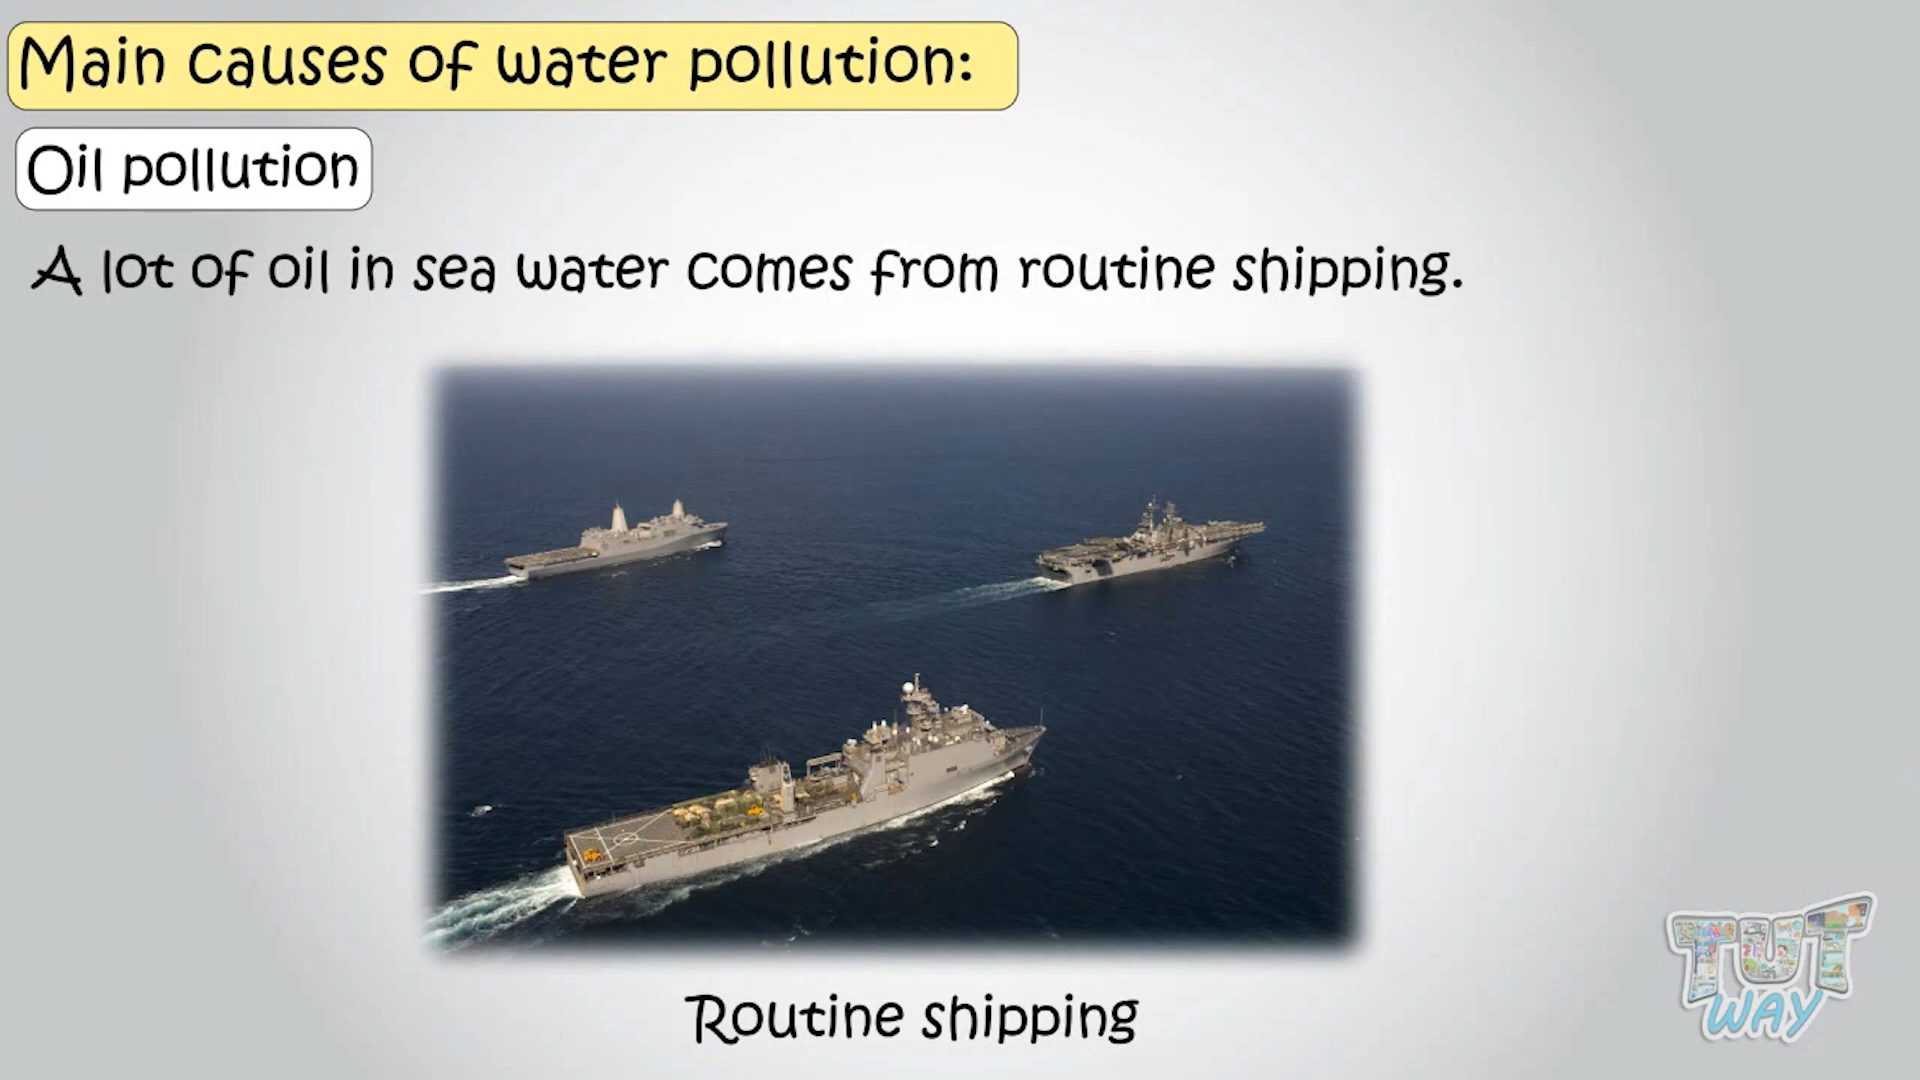 Main causes of water pollution:
Oil pollution
A lot of oil in sea water comes from routine shipping.
Routine shipping
TUT
WAY